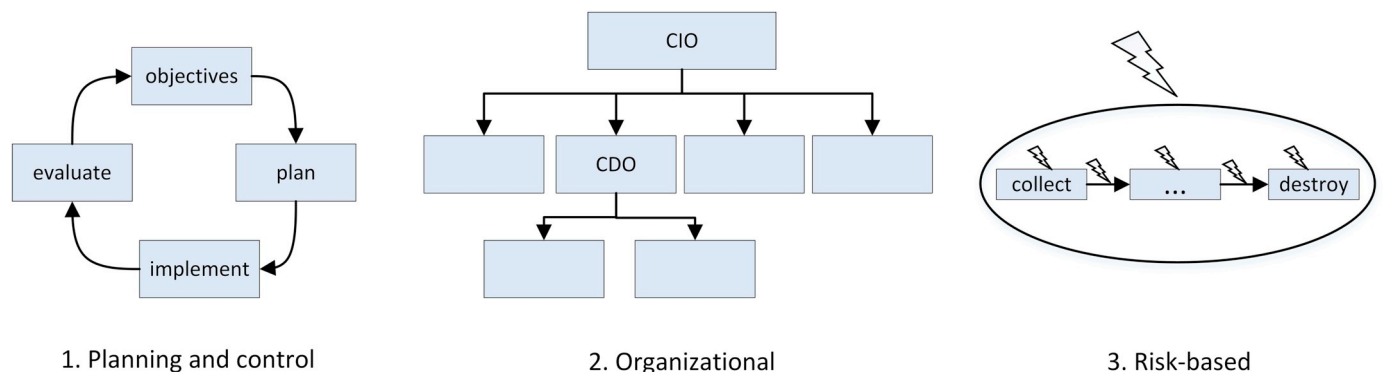 objectives
plan
implement
evaluate
1. Planning and control
CIO
CDO
2. Organizational
collect
...
destroy
3. Risk-based